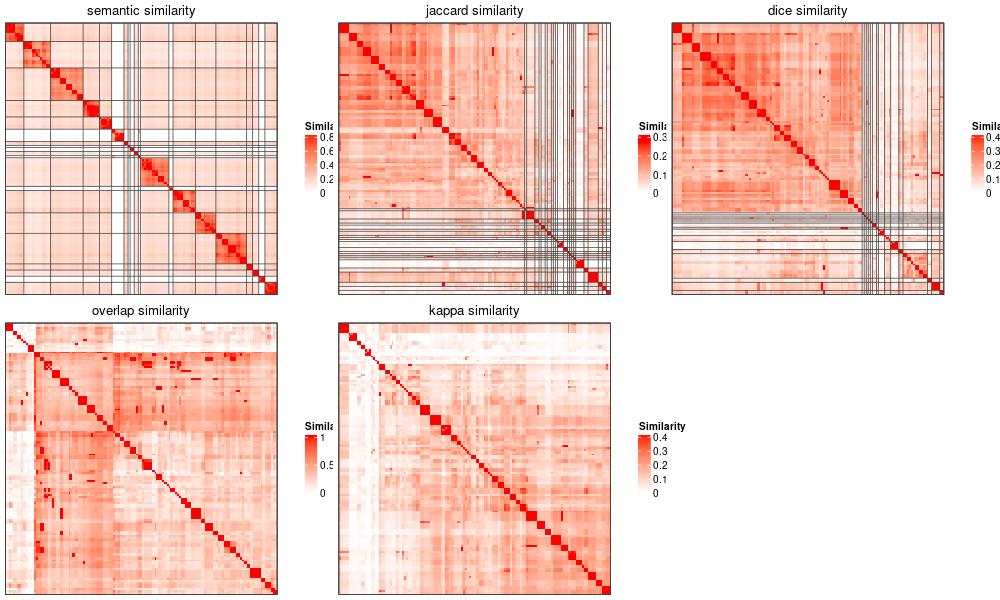 semantic similarity
jaccard similarity
dice similarity
Simila
0.8
0.6
0.4
0.2
0
Simila
0.3
0.2
0.1
0
Simila
0.4
0.3
0.2
0.1
0
overlap similarity
kappa similarity
Simila
1
0.5
0
Similarity
0.4
0.3
0.2
0.1
0